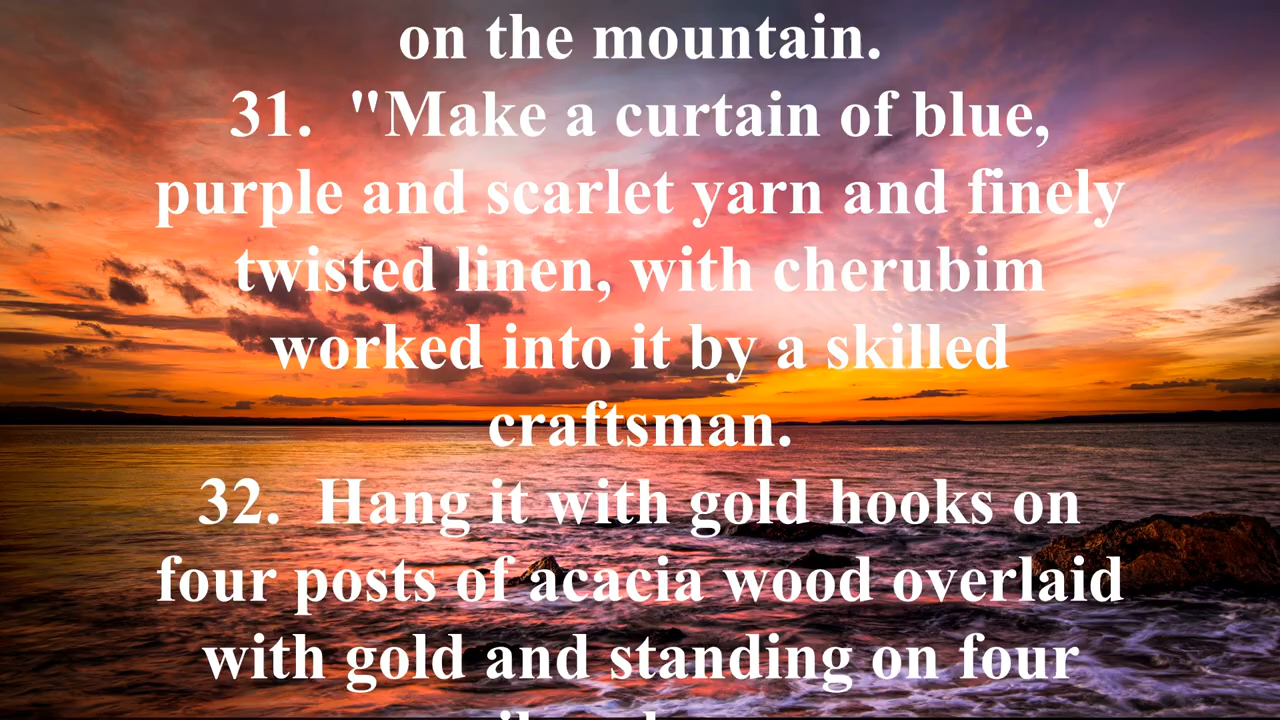 on the mountain.
31. "Make a curtain of blue,
purple and scarlet yarn and finely
twisted linen, with cherubim
worked into it by a skilled
craftsman.
32. Hang it with gold hooks on
four posts of acacia wood overlaid
with gold and standing on four